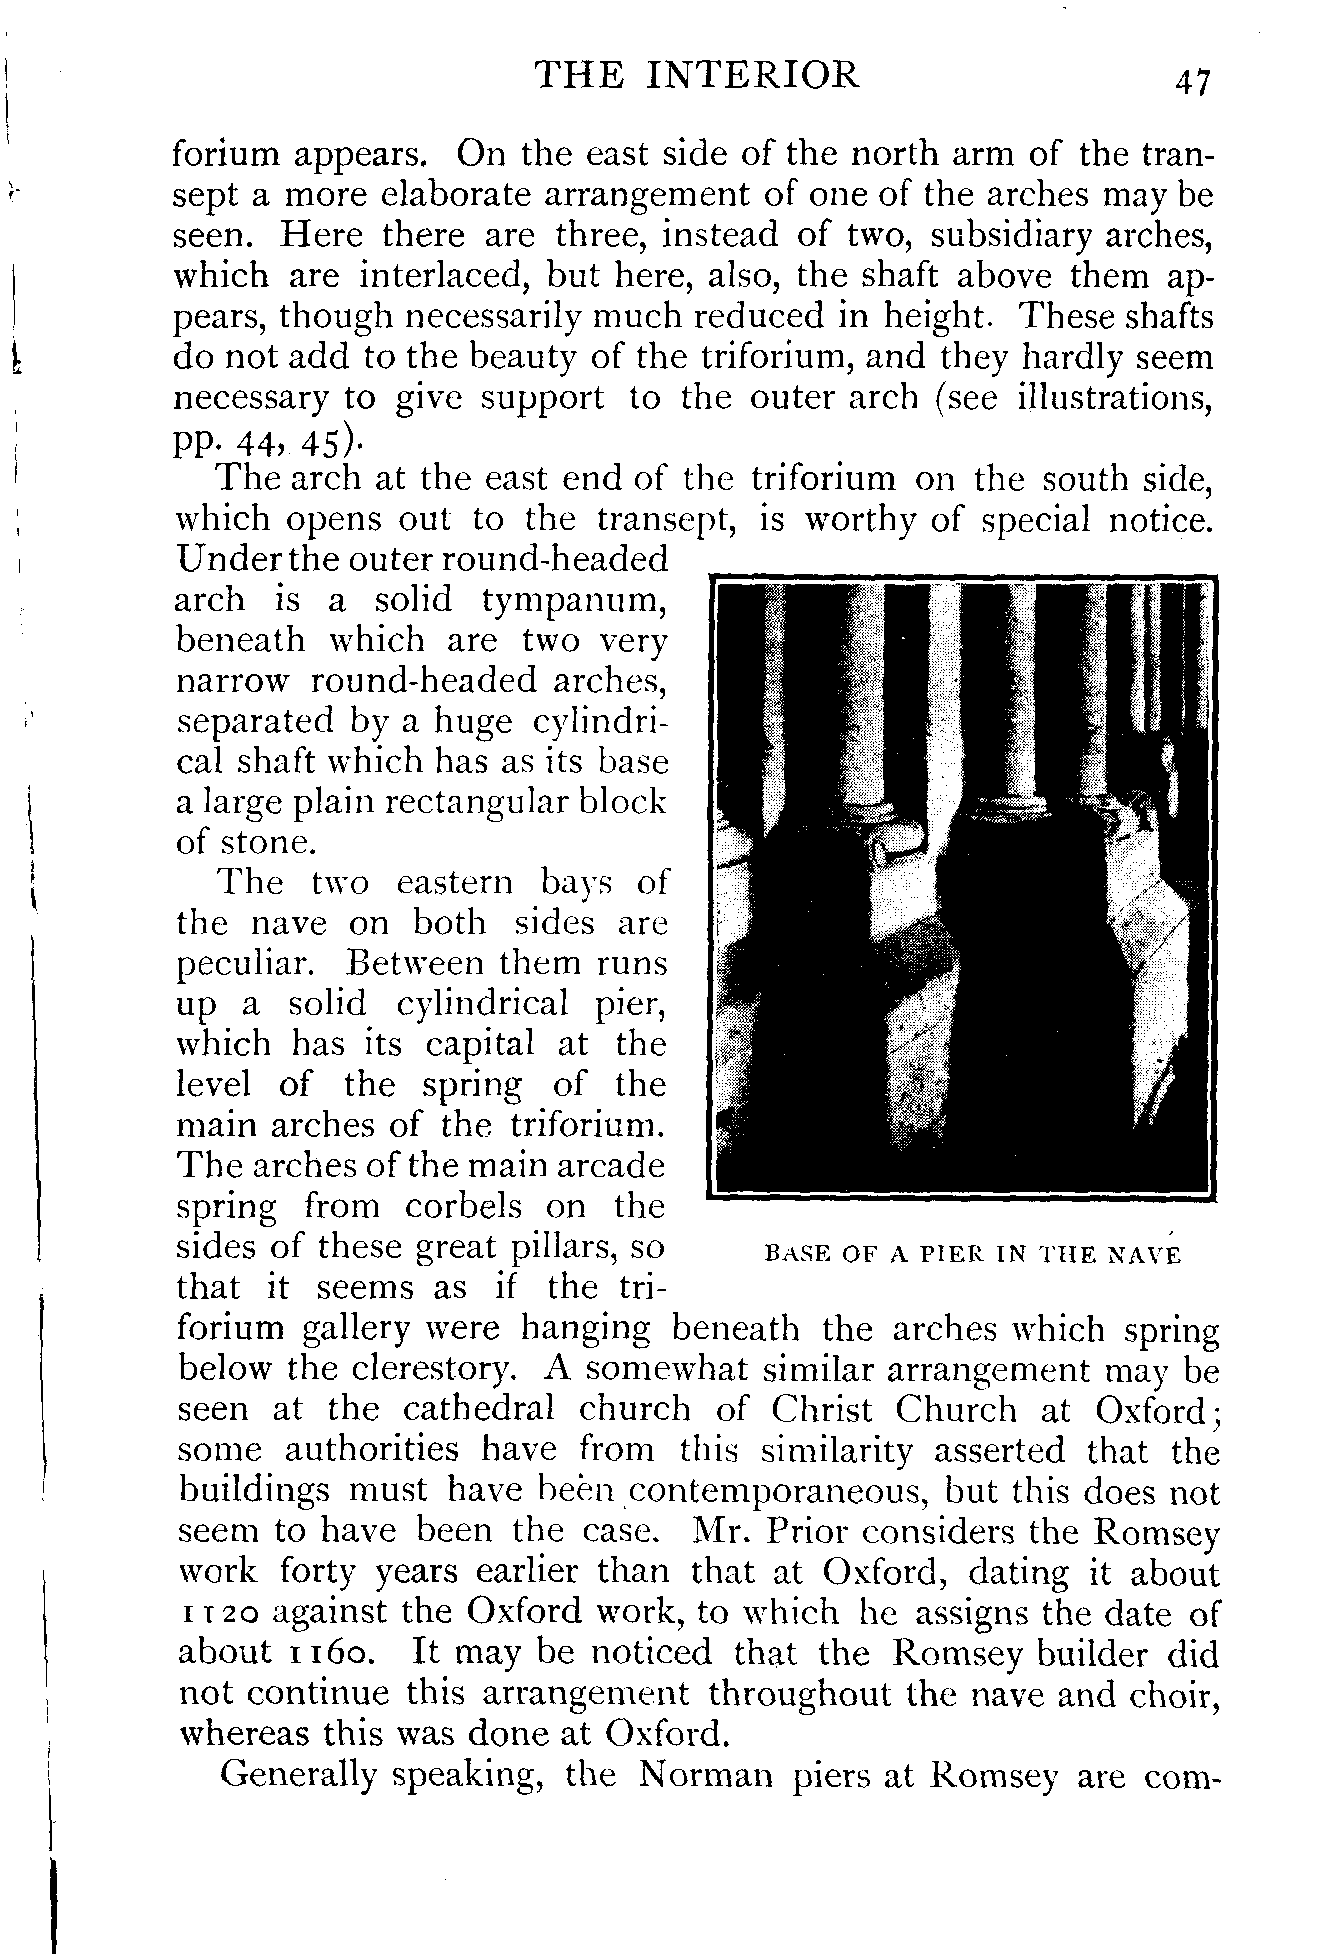 THE INTERIOR 47
forium appears. On the east side of the north arm of the tran-
sept a more elaborate arrangement of one of the arches may be
seen. Here there are three, instead of two, subsidiary arches,
which are interlaced, but here, also, the shaft above them ap-
pears, though necessarily much reduced in height. These shafts
do not add to the beauty of the triforium, and they hardly seem
necessary to give support to the outer arch (see illustrations,
pp. 44, 45).
The arch at the east end of the triforium on the south side,
which opens out to the transept, is worthy of special notice.
Under the outer round-headed
arch is a solid tympanum,
beneath which are two very
narrow round-headed arches,
separated by a huge cylindri-
cal shaft which has as its base
a large plain rectangular block
of stone.
The two eastern bays of
the nave on both sides are
peculiar. Between them runs
up a solid cylindrical pier,
which has its capital at the
level of the spring of the
main arches of the triforium.
The arches of the main arcade
spring from corbels on the
sides of these great pillars, so
that it seems as if the tri-
BASE OF A PIER IN THE NAVE
forium gallery were hanging beneath the arches which spring
below the clerestory. A somewhat similar arrangement may be
seen at the cathedral church of Christ Church at Oxford;
some authorities have from this similarity asserted that the
buildings must have been contemporaneous, but this does not
seem to have been the case. Mr. Prior considers the Romsey
work forty years earlier than that at Oxford, dating it about
1120 against the Oxford work, to which he assigns the date of
about 1160. It may be noticed that the Romsey builder did
not continue this arrangement throughout the nave and choir,
whereas this was done at Oxford.
Generally speaking, the Norman piers at Romsey are com-